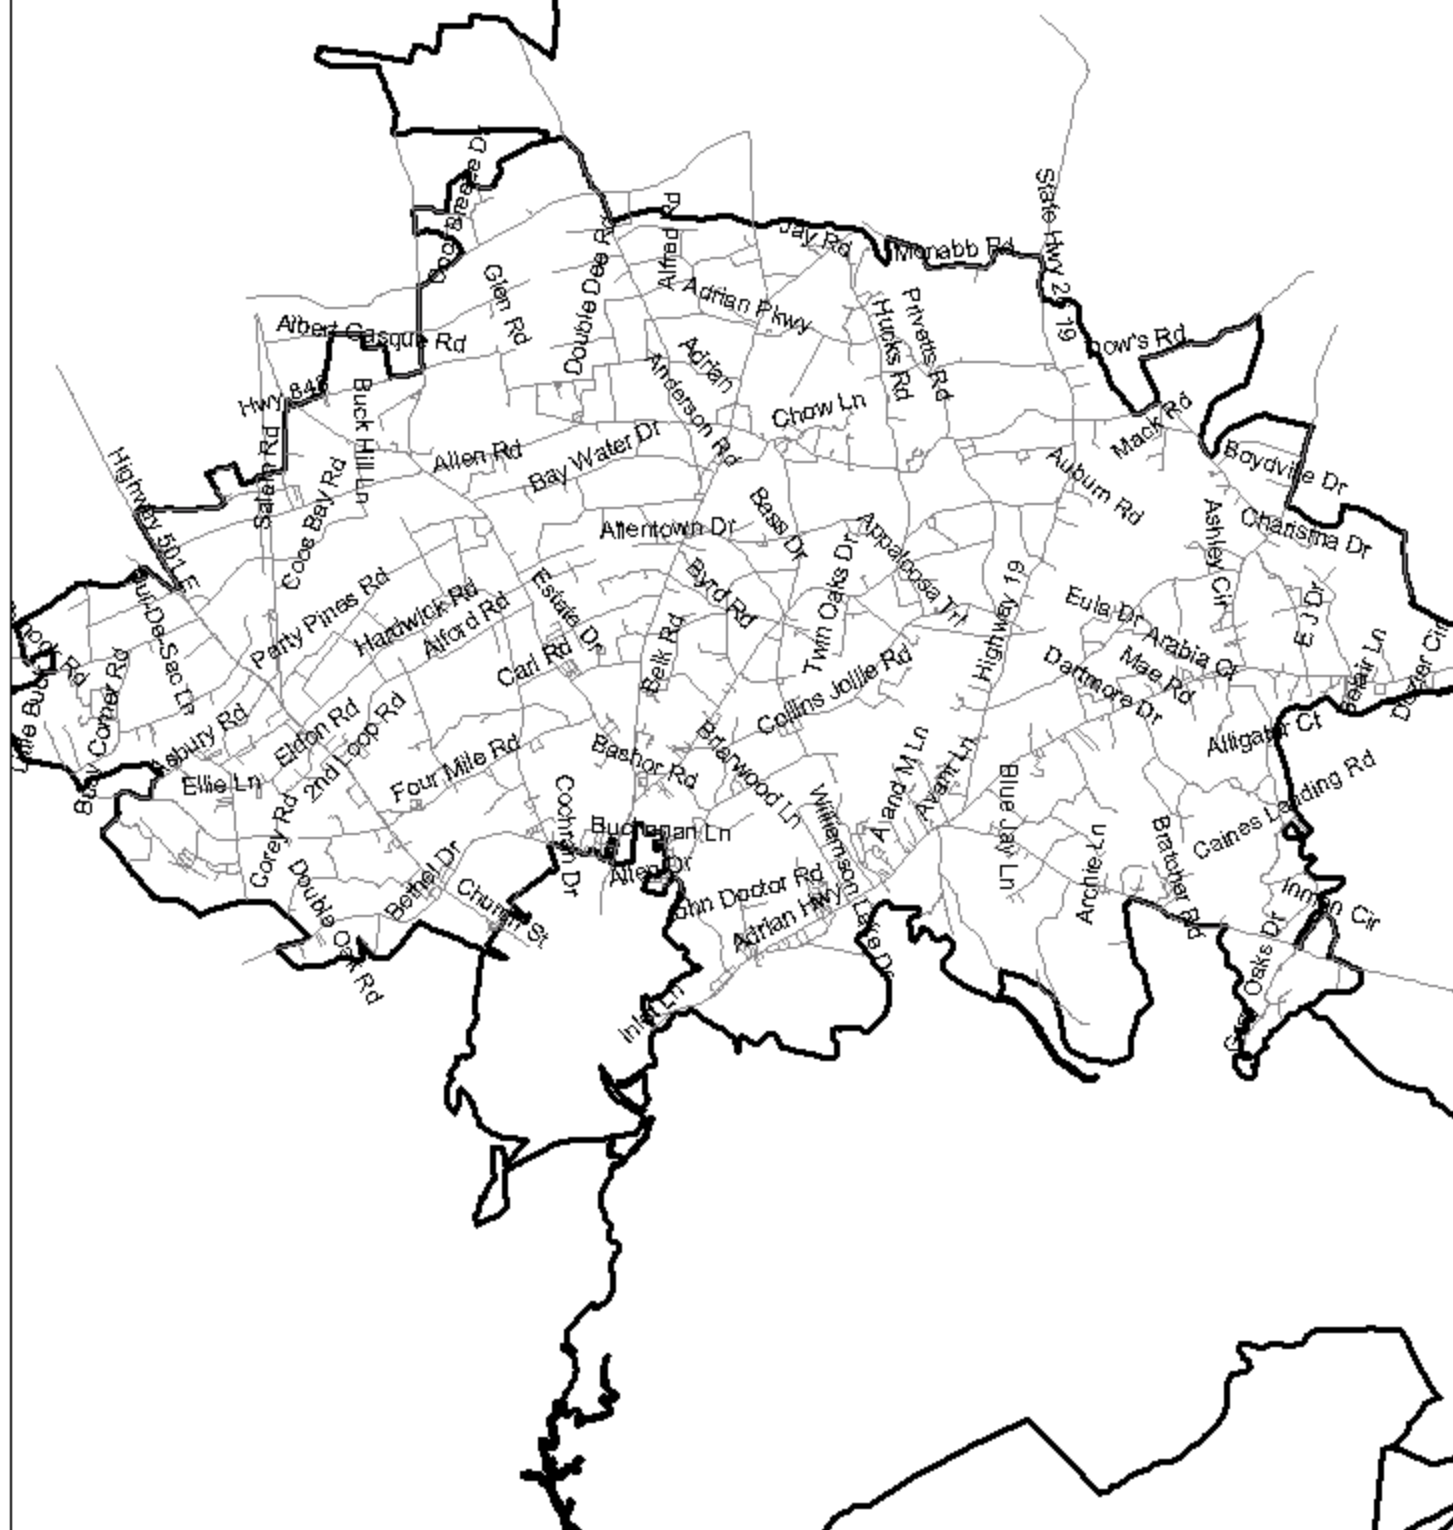 State Hwy
19
Alfred Rd
Jay Rd
Mcnabb Rd
Glen Rd
Double Dee Rd
Adrian Pkwy
Hucks Rd
Privetts Rd
Albert Gasque Rd
Adrian
Hwy
Buck Hill Ln
Anderson Rd
Chow Ln
Mack Rd
Salem Rd
Allen Rd
Bay Water Dr
Boydville Dr
Highway 501 E
Coos Bay Rd
Auburn Rd
Allentown Dr
Bass Dr
Appaloosa Trl
Ashley Cir
Charisma Dr
Party Pines Rd
Hardwick Rd
Alford Rd
Estate Dr
Byrd Rd
Twin Oaks Dr
Highway 19
Eula Dr
Arabia Ct
E J Dr
Cul-De-Sac Ln
Corner Rd
Carl Rd
Belk Rd
Collins Jollie Rd
Mae Rd
Dartmore Dr
Belair Ln
Dozier Cir
Asbury Rd
Eldon Rd
2nd Loop Rd
Four Mile Rd
Bashor Rd
Briarwood Ln
A and M Ln
Avant Ln
Alligator Ct
Ellie Ln
Corey Rd
Cochran Dr
Buchanan Ln
Williamson Lake Dr
Blue Jay Ln
Archie Ln
Bratcher Rd
Caines Landing Rd
Double Oak Rd
Bethel Dr
Church St
Allen Dr
John Doctor Rd
Adrian Hwy
Inman Cir
Oaks Dr
Inlet Ln